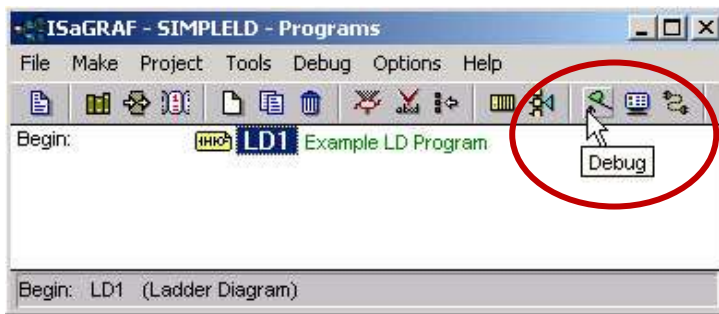 ISaGRAF - SIMPLELD - Programs
File Make Project Tools Debug Options Help
Begin: LD1 Example LD Program
Debug
Begin: LD1 (Ladder Diagram)